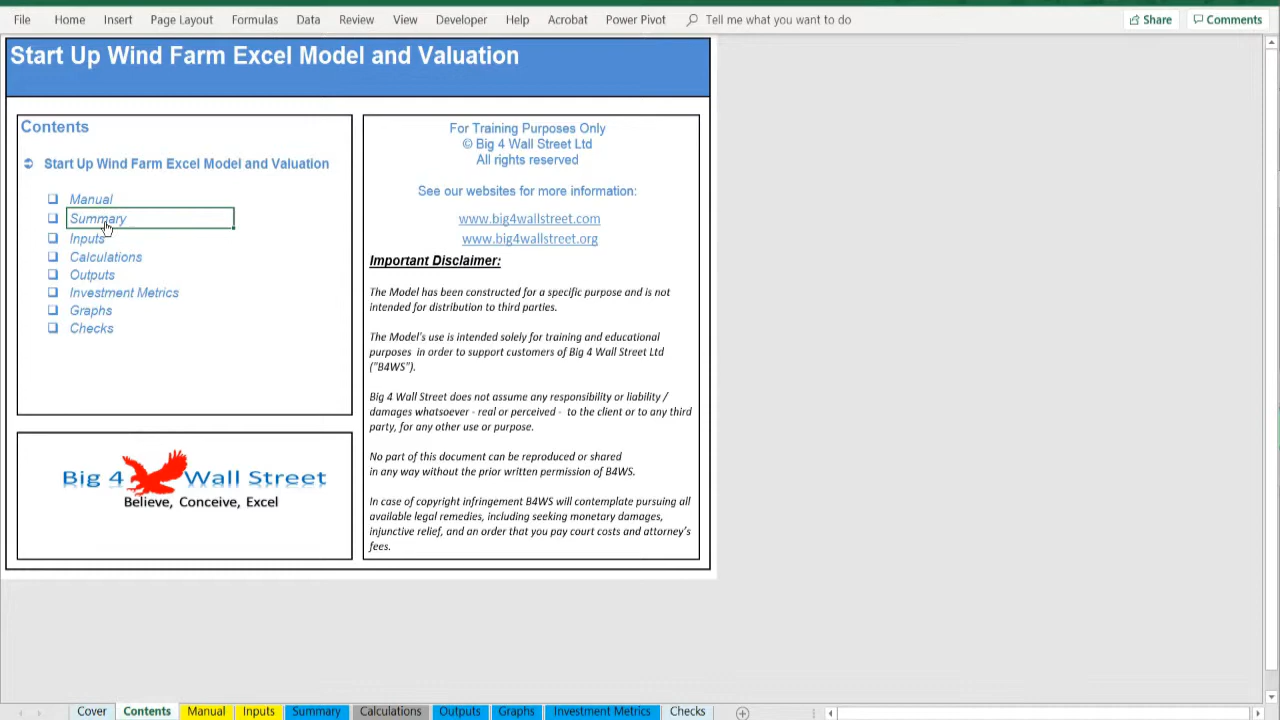 File Home Insert Page Layout Formulas Data Review View Developer Help Acrobat Power Pivot Tell me what you want to do Share Comments
Start Up Wind Farm Excel Model and Valuation
Contents
Start Up Wind Farm Excel Model and Valuation
Manual
Summary
Inputs
Calculations
Outputs
Investment Metrics
Graphs
Checks
Big 4 Wall Street
Believe, Conceive, Excel
For Training Purposes Only
© Big 4 Wall Street Ltd
All rights reserved
See our websites for more information:
www.big4wallstreet.com
www.big4wallstreet.org
Important Disclaimer:
The Model has been constructed for a specific purpose and is not
intended for distribution to third parties.
The Model's use is intended solely for training and educational
purposes in order to support customers of Big 4 Wall Street Ltd
("B4WS").
Big 4 Wall Street does not assume any responsibility or liability /
damages whatsoever - real or perceived - to the client or to any third
party, for any other use or purpose.
No part of this document can be reproduced or shared
in any way without the prior written permission of B4WS.
In case of copyright infringement B4WS will contemplate pursuing all
available legal remedies, including seeking monetary damages,
injunctive relief, and an order that you pay court costs and attorney's
fees.
Cover Contents Manual Inputs Summary Calculations Outputs Graphs Investment Metrics Checks